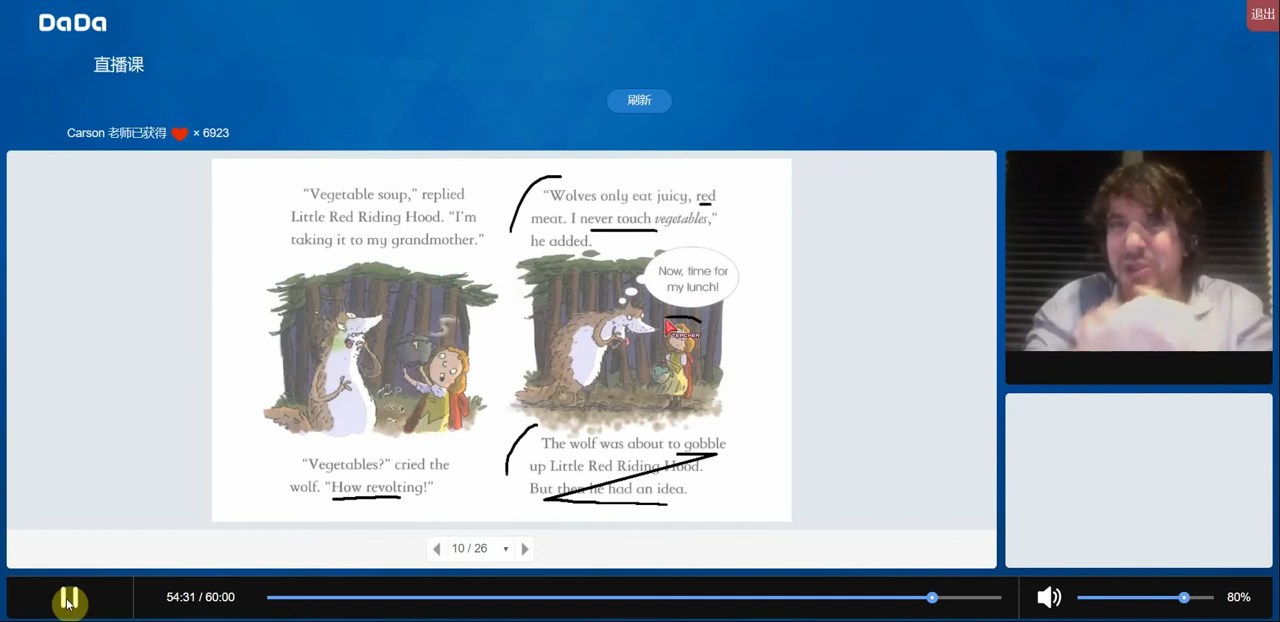 DaDa
退出
直播课
刷新
Carson 老师已获得 × 6923
“Vegetable soup,” replied
Little Red Riding Hood. “I’m
taking it to my grandmother.”
“Vegetables?” cried the
wolf. “How revolting!”
“Wolves only eat juicy, red
meat. I never touch vegetables,”
he added.
Now, time for
my lunch!
TEACHER
The wolf was about to gobble
up Little Red Riding Hood.
But then he had an idea.
10 / 26
54:31 / 60:00
80%